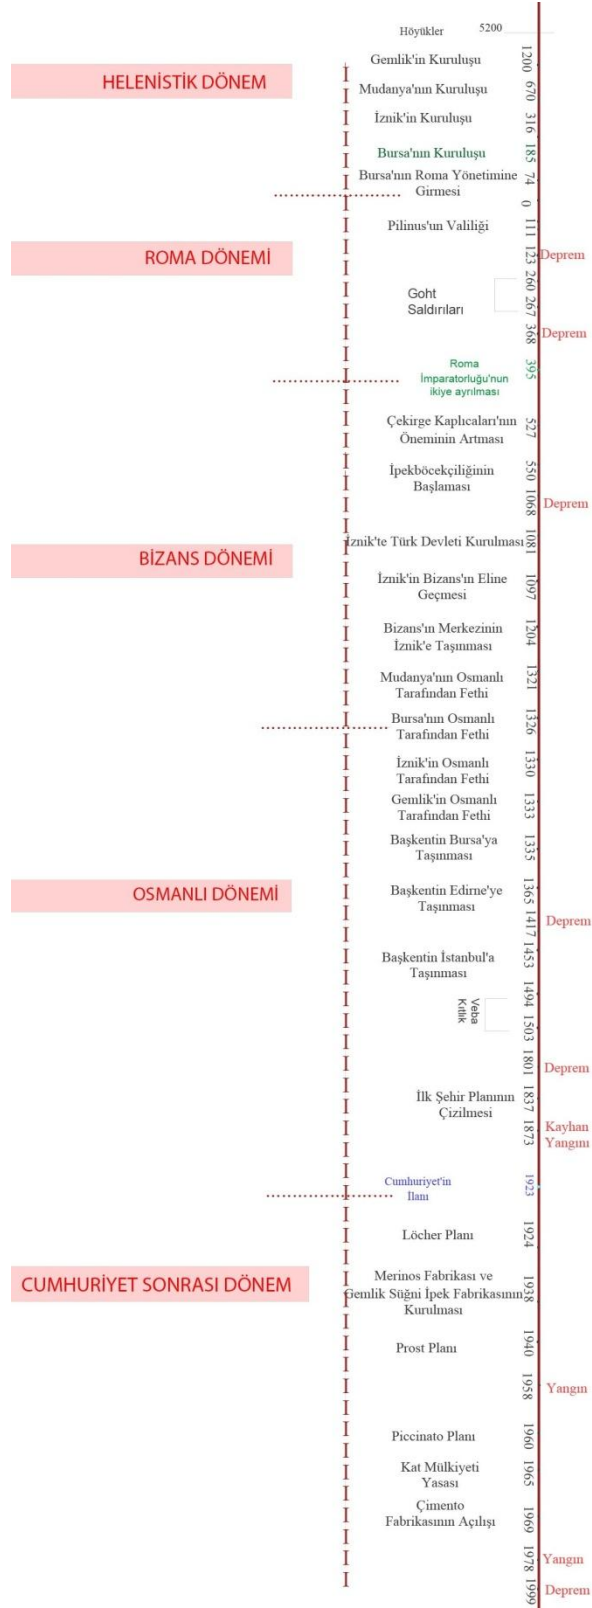 Höyükler 5200
Gemlik'in Kuruluşu 1200
HELENİSTİK DÖNEM
Mudanya'nın Kuruluşu 670
İznik'in Kuruluşu 316
Bursa'nın Kuruluşu 185
Bursa'nın Roma Yönetimine
Girmesi
74
0
Pilinus'un Valiliği 111
ROMA DÖNEMİ
123 Deprem
260
Goht
Saldırıları
267
368 Deprem
395
Roma
İmparatorluğu'nun
ikiye ayrılması
Çekirge Kaplıcaları'nın
Öneminin Artması
527
İpekböcekçiliğinin
Başlaması
550
1068 Deprem
İznik'te Türk Devleti Kurulması 1081
BİZANS DÖNEMİ
İznik'in Bizans'ın Eline
Geçmesi
1097
Bizans'ın Merkezinin
İznik'e Taşınması
1204
Mudanya'nın Osmanlı
Tarafından Fethi
1321
Bursa'nın Osmanlı
Tarafından Fethi
1326
İznik'in Osmanlı
Tarafından Fethi
1330
Gemlik'in Osmanlı
Tarafından Fethi
1333
Başkentin Bursa'ya
Taşınması
1335
OSMANLI DÖNEMİ
Başkentin Edirne'ye
Taşınması
1365
1417 Deprem
Başkentin İstanbul'a
Taşınması
1453
1494
Veba
Kıtlık
1503
1801 Deprem
İlk Şehir Planının
Çizilmesi
1837
1873 Kayhan
Yangını
Cumhuriyet'in
İlanı
1923
Löcher Planı 1924
CUMHURİYET SONRASI DÖNEM
Merinos Fabrikası ve
Gemlik Süğni İpek Fabrikasının
Kurulması
1938
Prost Planı 1940
1958 Yangın
Piccinato Planı 1960
Kat Mülkiyeti
Yasası
1965
Çimento
Fabrikasının Açılışı
1969
1978 Yangın
1999 Deprem